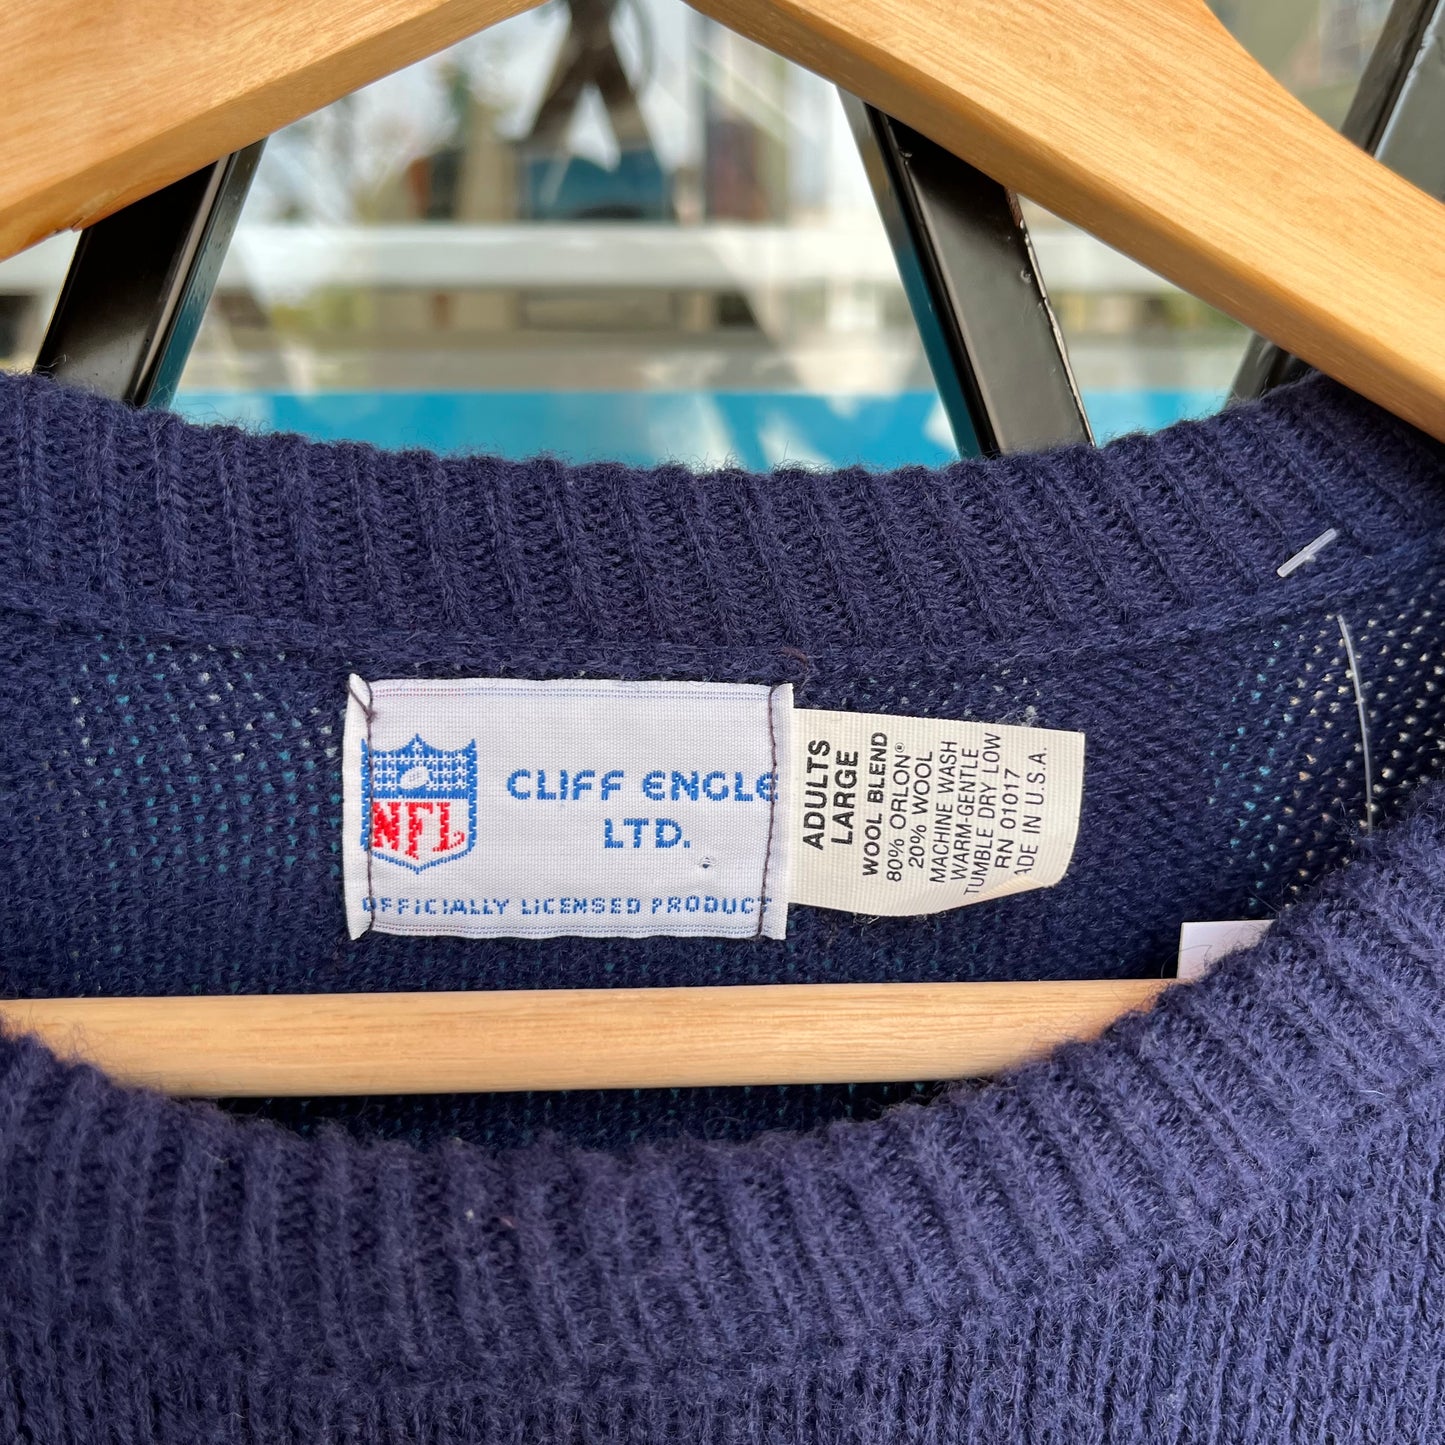 NFL
CLIFF ENGLE
LTD.
OFFICIALLY LICENSED PRODUCT
ADULTS
LARGE
WOOL BLEND
80% ORLON®
20% WOOL
MACHINE WASH
WARM-GENTLE
TUMBLE DRY LOW
RN 01017
ADE IN U.S.A.